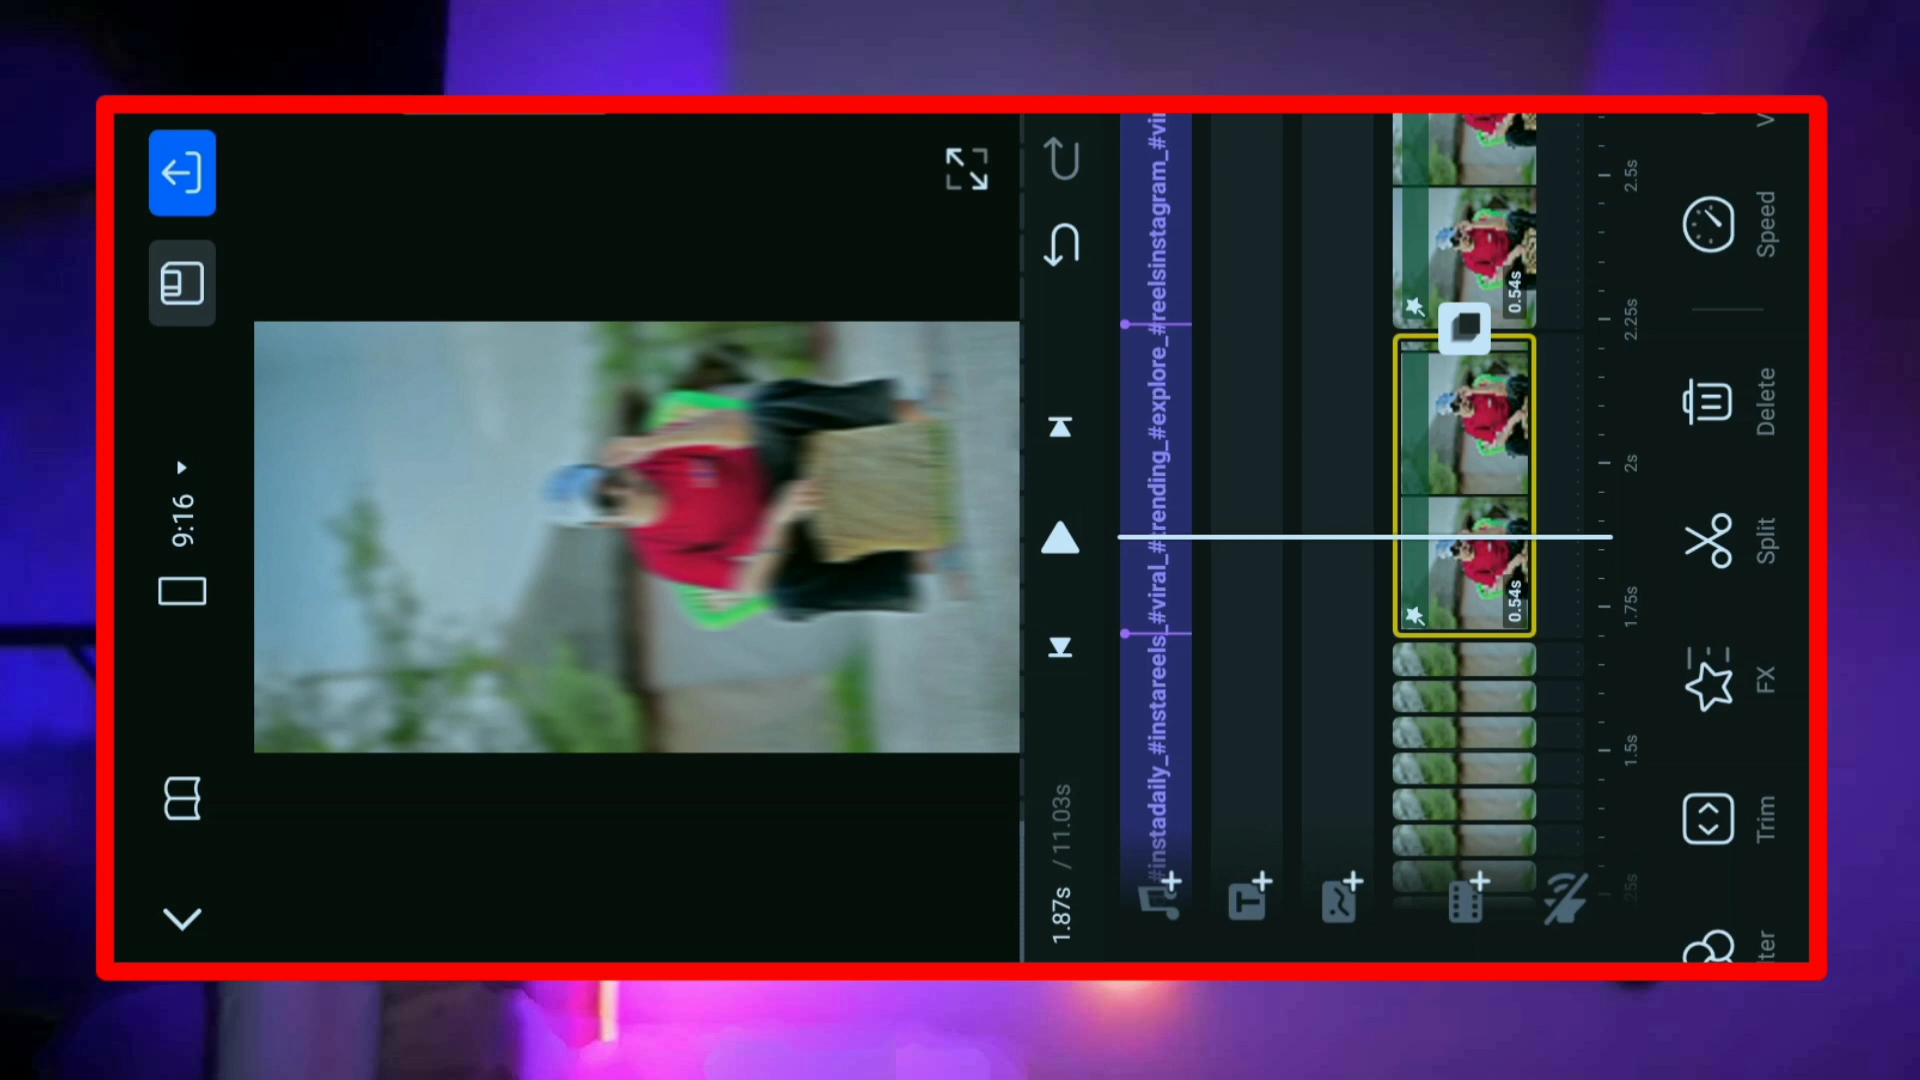 9:16
1.87s / 11.03s
#instadaily_#instareels_#viral_#trending_#explore_#reelsinstagram_#vi
0.54s
0.54s
1.5s
1.75s
2s
2.25s
2.5s
Trim
FX
Split
Delete
Speed